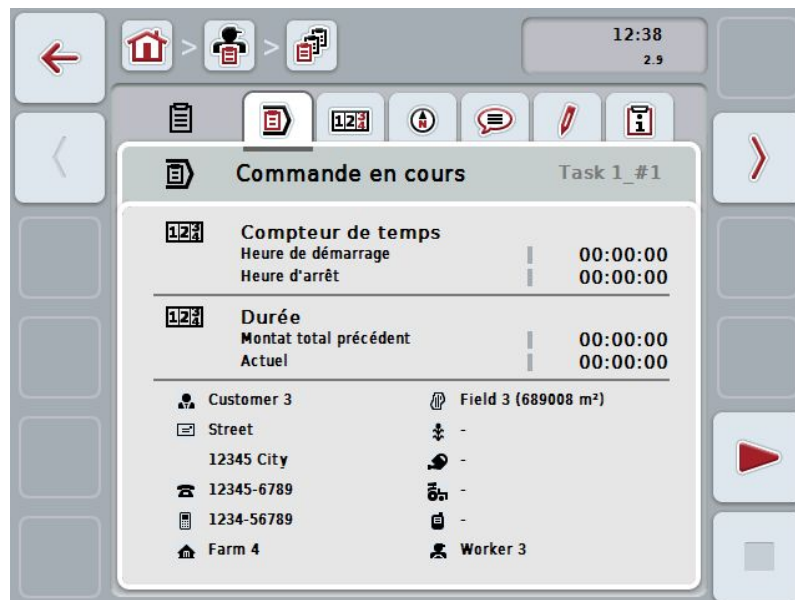 > >
12:38
2.9
Commande en cours Task 1_#1
Compteur de temps
Heure de démarrage 00:00:00
Heure d'arrêt 00:00:00
Durée
Montat total précédent 00:00:00
Actuel 00:00:00
Customer 3 Field 3 (689008 m²)
Street -
12345 City -
12345-6789 -
1234-56789 -
Farm 4 Worker 3